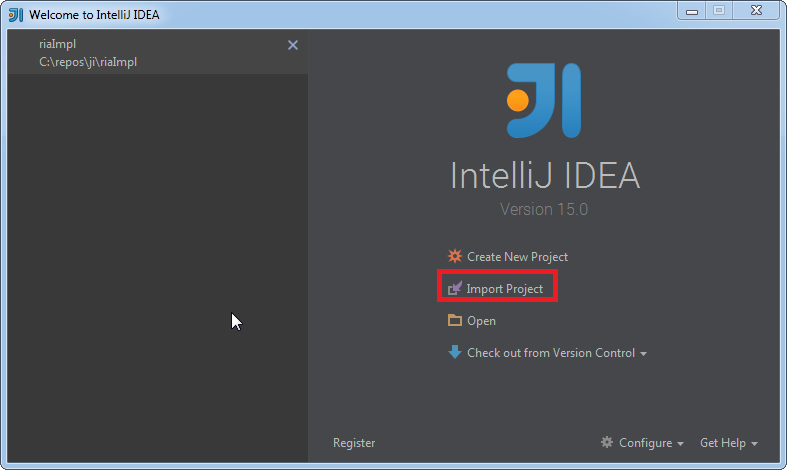 Welcome to IntelliJ IDEA
riaImpl
C:\repos\ji\riaImpl
IntelliJ IDEA
Version 15.0
Create New Project
Import Project
Open
Check out from Version Control
Register
Configure
Get Help